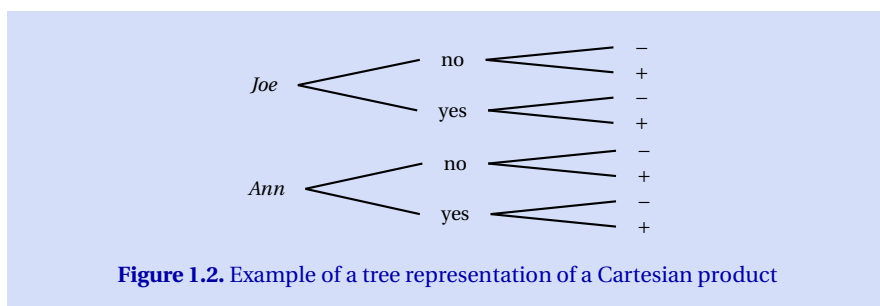 −
no
+
Joe
−
yes
+
−
no
+
Ann
−
yes
+
Figure 1.2. Example of a tree representation of a Cartesian product